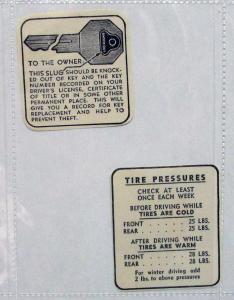 TO THE OWNER
THIS SLUG SHOULD BE KNOCK-
ED OUT OF KEY AND THE KEY
NUMBER RECORDED ON YOUR
DRIVER'S LICENSE, CERTIFICATE
OF TITLE OR IN SOME OTHER
PERMANENT PLACE. THIS WILL
GIVE YOU A RECORD FOR KEY
REPLACEMENT AND HELP TO
PREVENT THEFT.
TIRE PRESSURES
CHECK AT LEAST
ONCE EACH WEEK
BEFORE DRIVING WHILE
TIRES ARE COLD
FRONT ..... 25 LBS.
REAR ..... 25 LBS.
AFTER DRIVING WHILE
TIRES ARE WARM
FRONT ..... 28 LBS.
REAR ..... 28 LBS.
For winter driving add
2 lbs. to above pressures